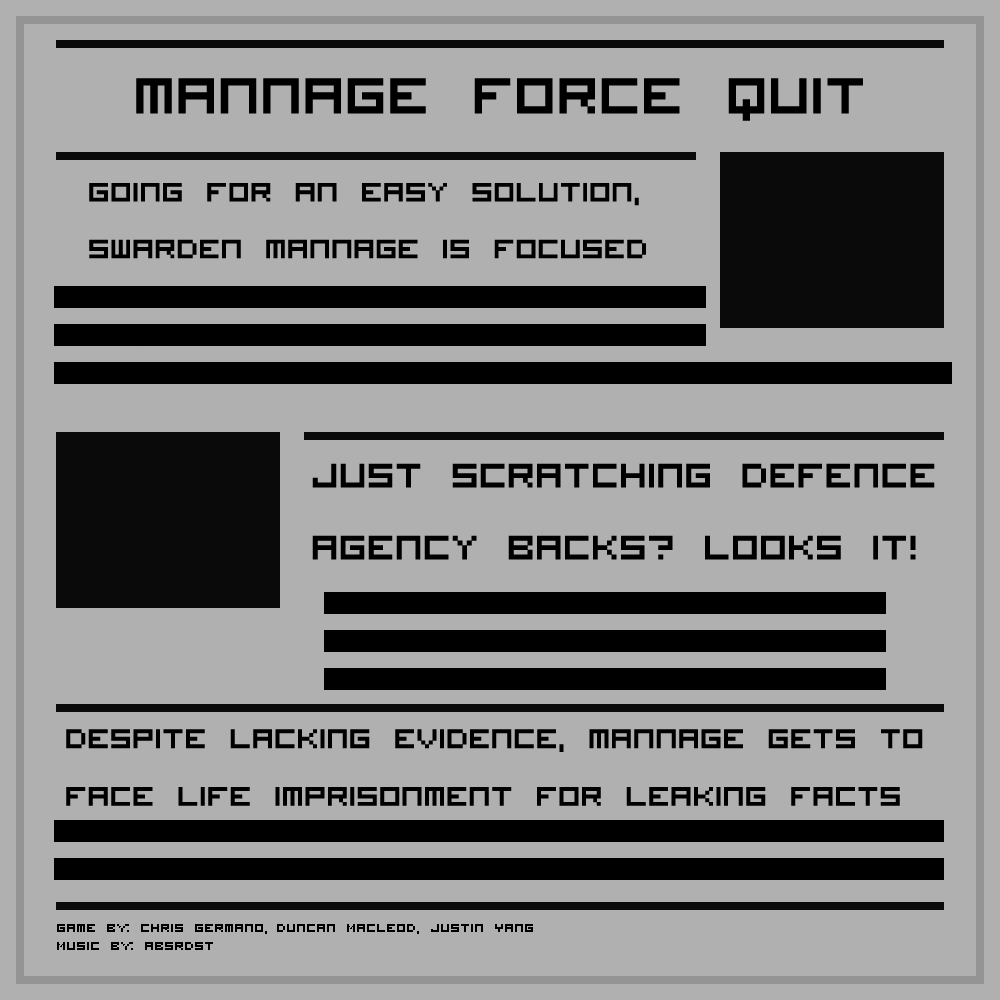 MANNAGE FORCE QUIT
GOING FOR AN EASY SOLUTION,
SWARDEN MANNAGE IS FOCUSED
JUST SCRATCHING DEFENCE
AGENCY BACKS? LOOKS IT!
DESPITE LACKING EVIDENCE, MANNAGE GETS TO
FACE LIFE IMPRISONMENT FOR LEAKING FACTS
GAME BY: CHRIS GERMANO, DUNCAN MACLEOD, JUSTIN YANG
MUSIC BY: ABSRDST